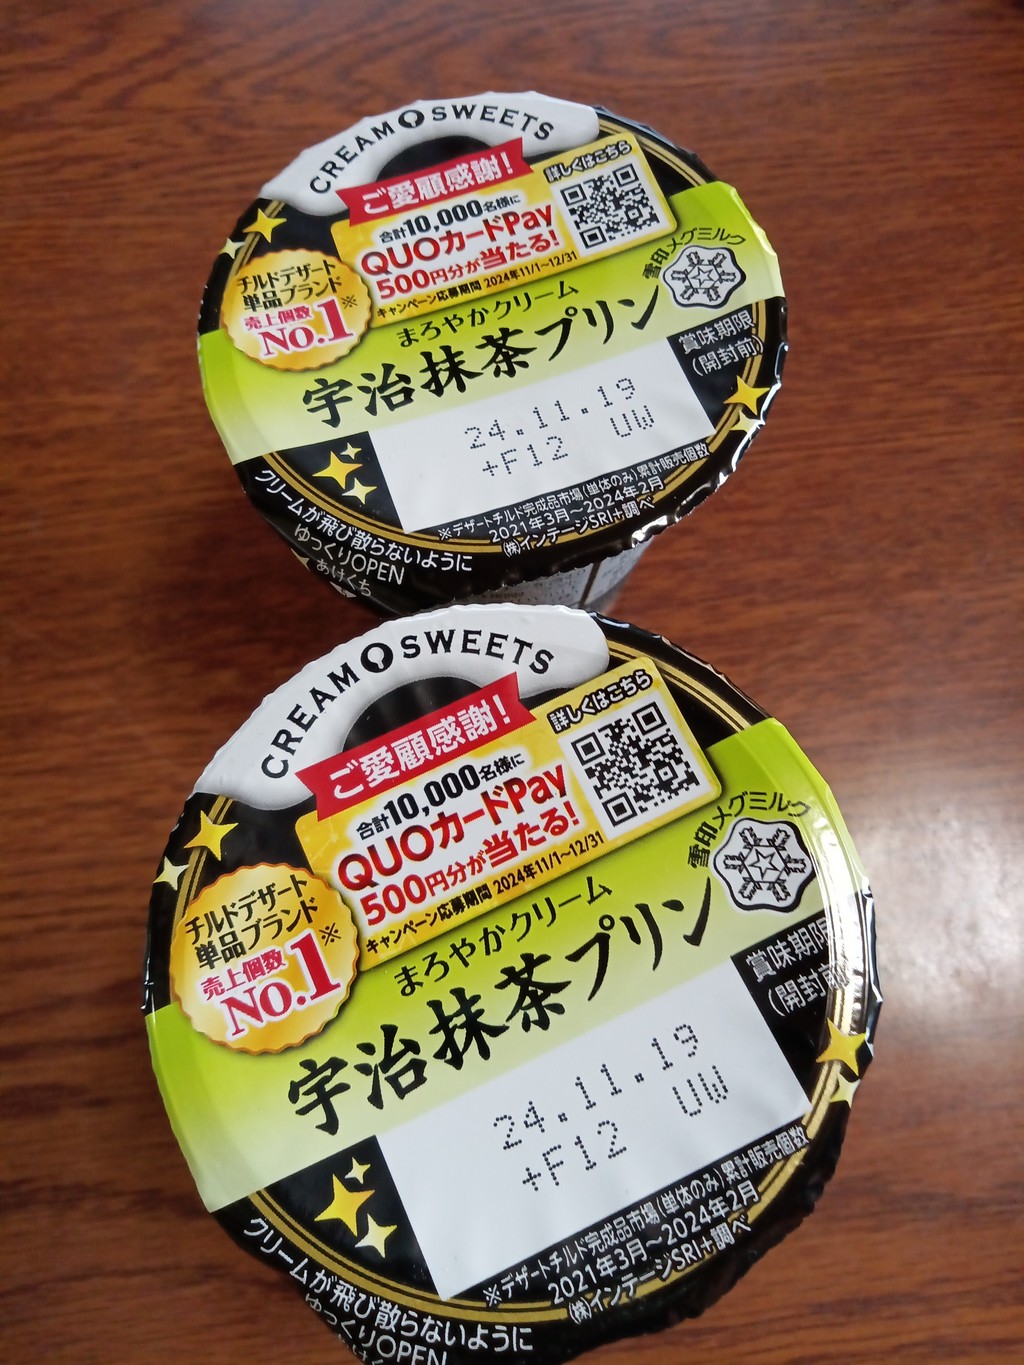 CREAM SWEETS
ご愛顧感謝!
合計10,000名様に
QUOカードPay
500円分が当たる!
キャンペーン応募期間 2024年11/1~12/31
詳しくはこちら
雪印メグミルク
チルドデザート
単品ブランド※
売上個数
No.1
まろやかクリーム
宇治抹茶プリン
賞味期限
(開封前)
24.11.19
+F12 UW
※デザートチルド完成品市場(単体のみ)累計販売個数
2021年3月~2024年2月
(株)インテージSRI+調べ
クリームが飛び散らないように
ゆっくりOPEN
あけくち
CREAM SWEETS
ご愛顧感謝!
合計10,000名様に
QUOカードPay
500円分が当たる!
キャンペーン応募期間 2024年11/1~12/31
詳しくはこちら
雪印メグミルク
チルドデザート
単品ブランド※
売上個数
No.1
まろやかクリーム
宇治抹茶プリン
賞味期限
(開封前
24.11.19
+F12 UW
※デザートチルド完成品市場(単体のみ)累計販売個数
2021年3月~2024年2月
(株)インテージSRI+調べ
クリームが飛び散らないように
ゆっくりOPEN